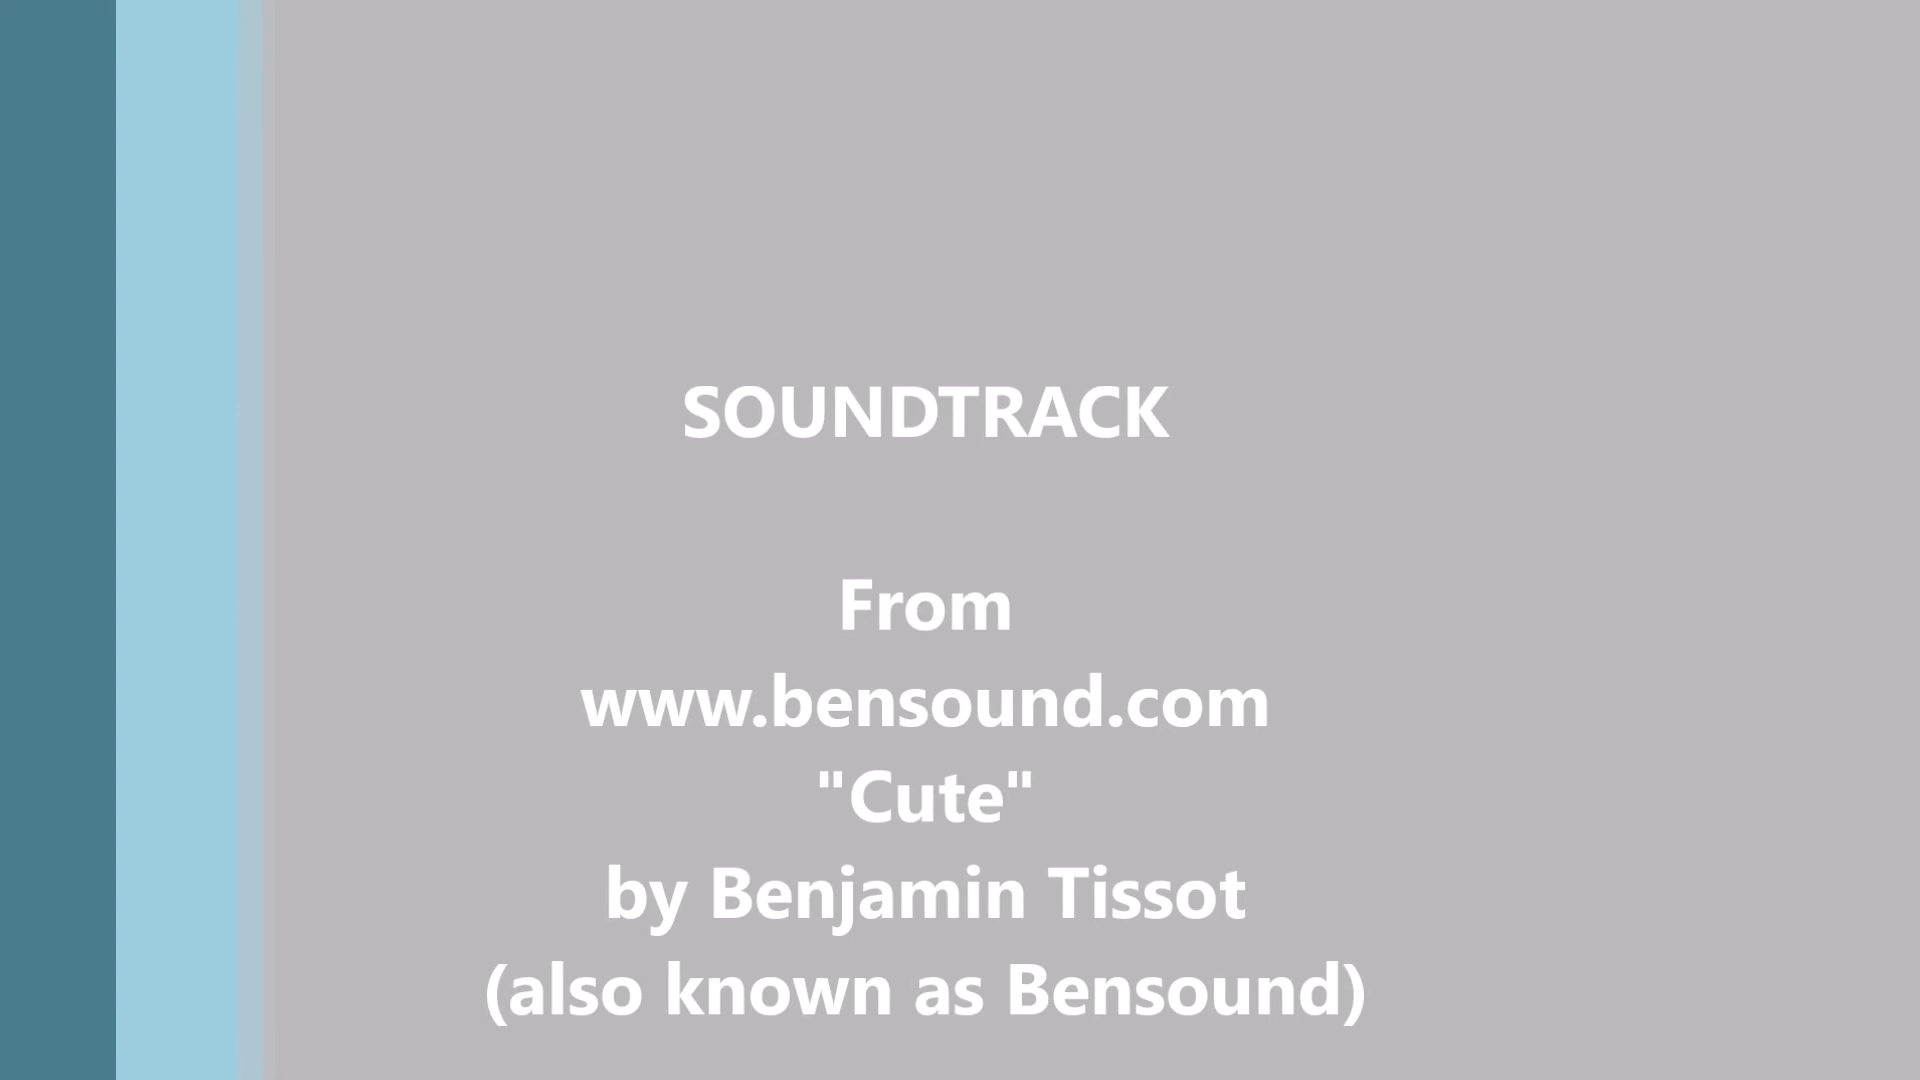 SOUNDTRACK
From
www.bensound.com
"Cute"
by Benjamin Tissot
(also known as Bensound)